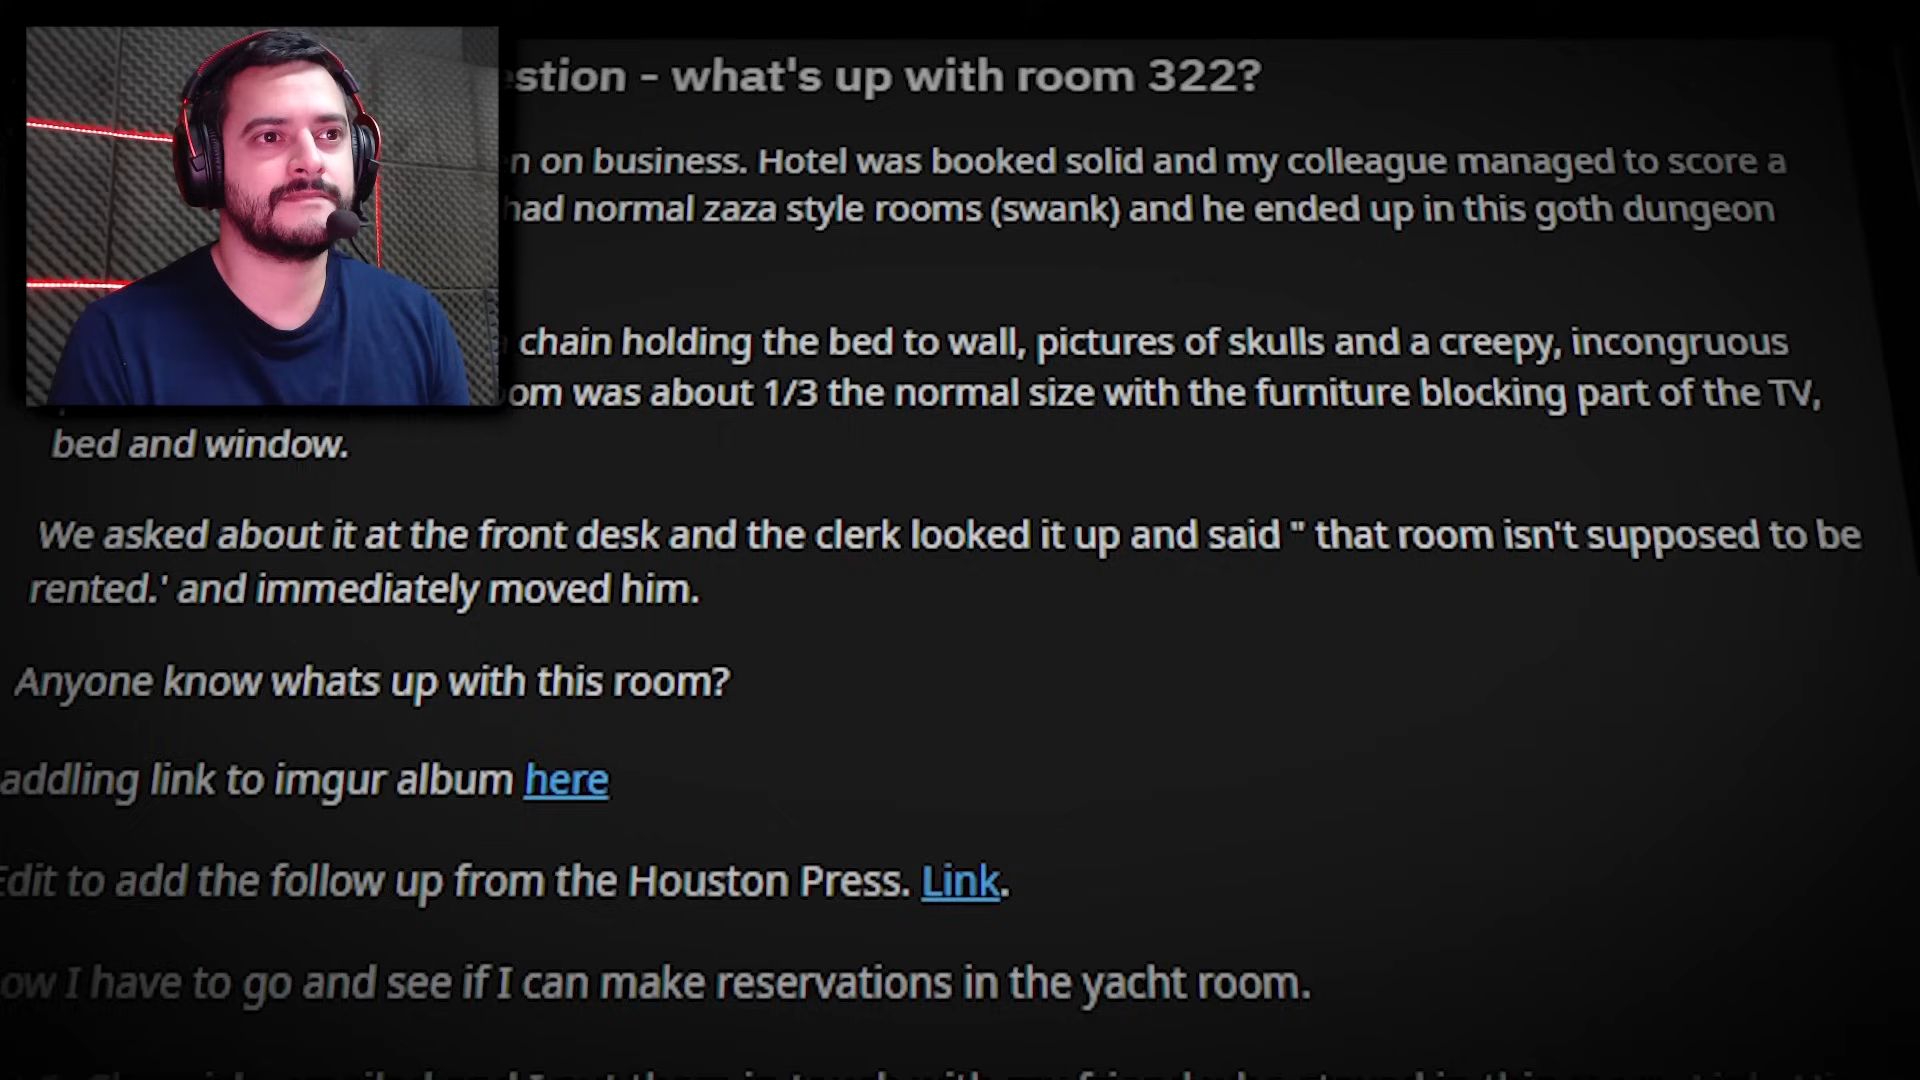 estion - what's up with room 322?
n on business. Hotel was booked solid and my colleague managed to score a
had normal zaza style rooms (swank) and he ended up in this goth dungeon
chain holding the bed to wall, pictures of skulls and a creepy, incongruous
om was about 1/3 the normal size with the furniture blocking part of the TV,
bed and window.
We asked about it at the front desk and the clerk looked it up and said " that room isn't supposed to be
rented.' and immediately moved him.
Anyone know whats up with this room?
addling link to imgur album here
Edit to add the follow up from the Houston Press. Link.
ow I have to go and see if I can make reservations in the yacht room.